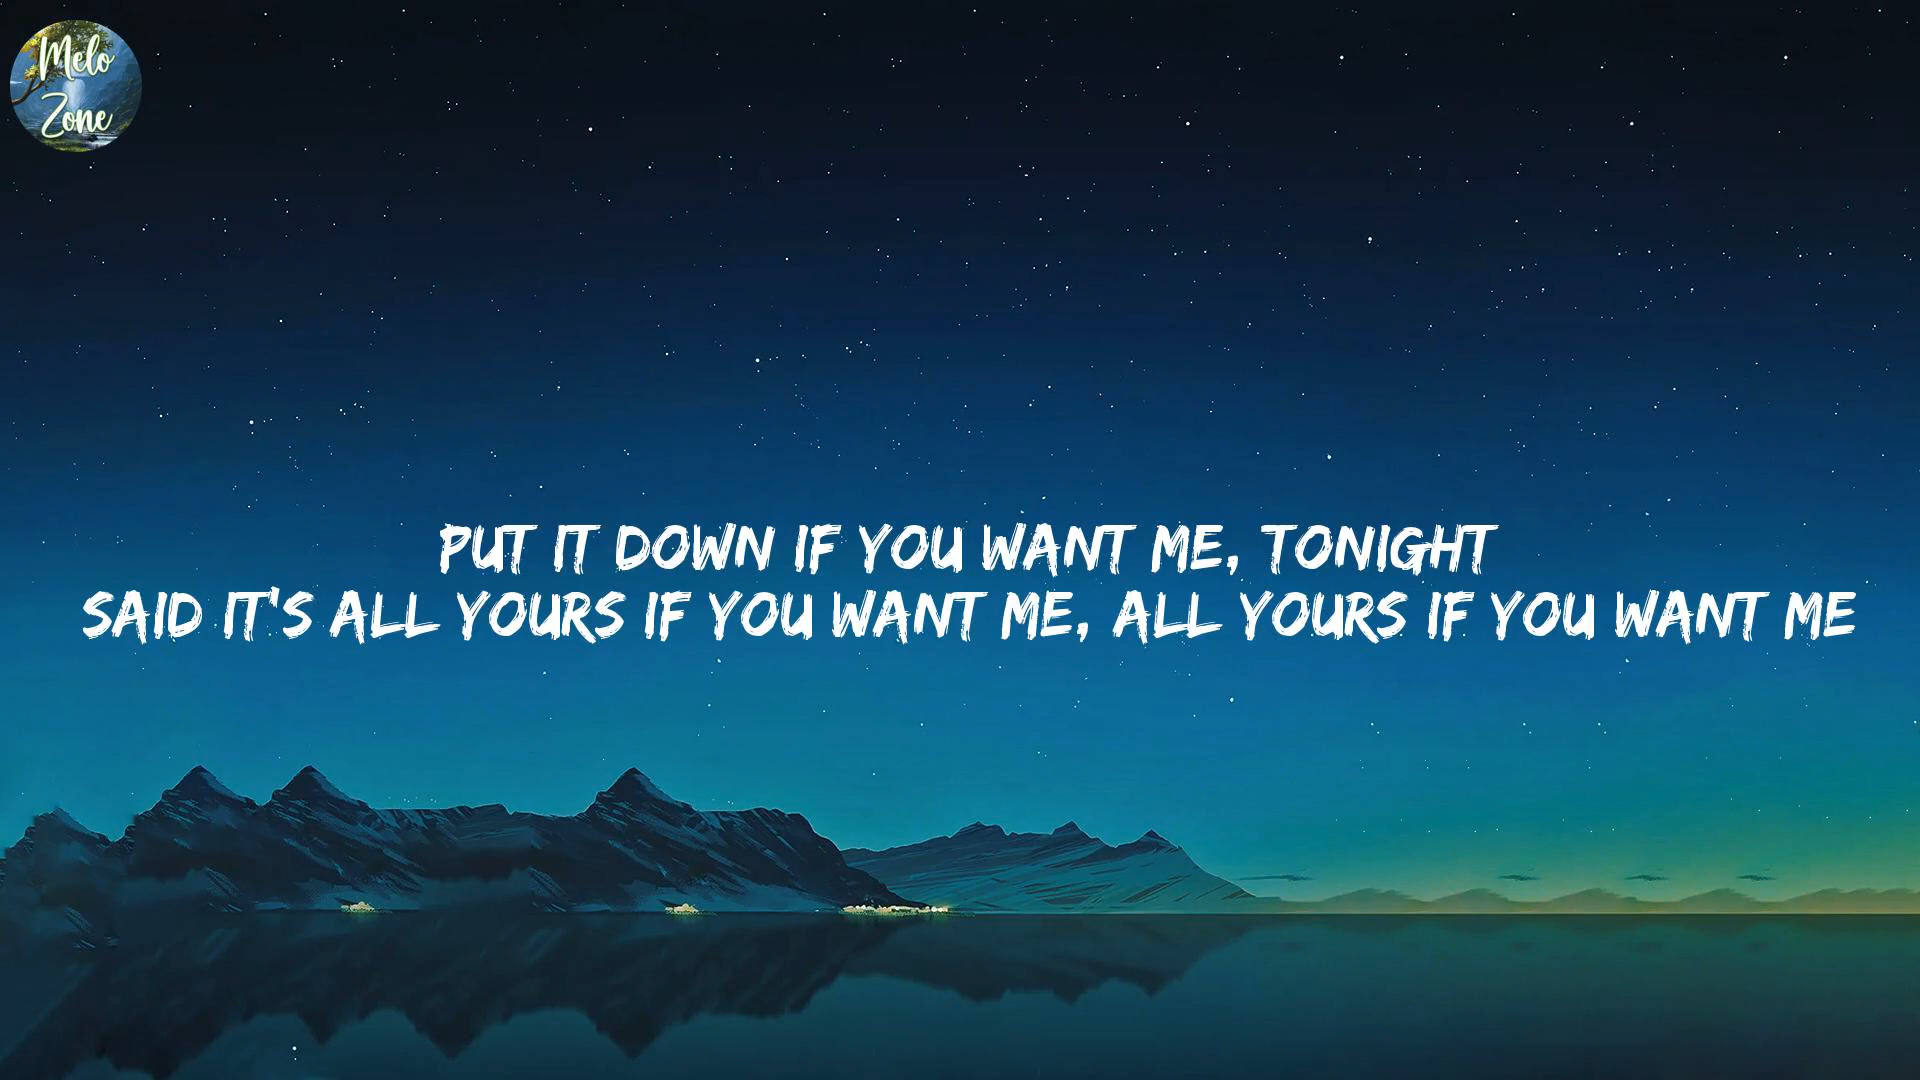 Melo
Zone
PUT IT DOWN IF YOU WANT ME, TONIGHT
SAID IT'S ALL YOURS IF YOU WANT ME, ALL YOURS IF YOU WANT ME